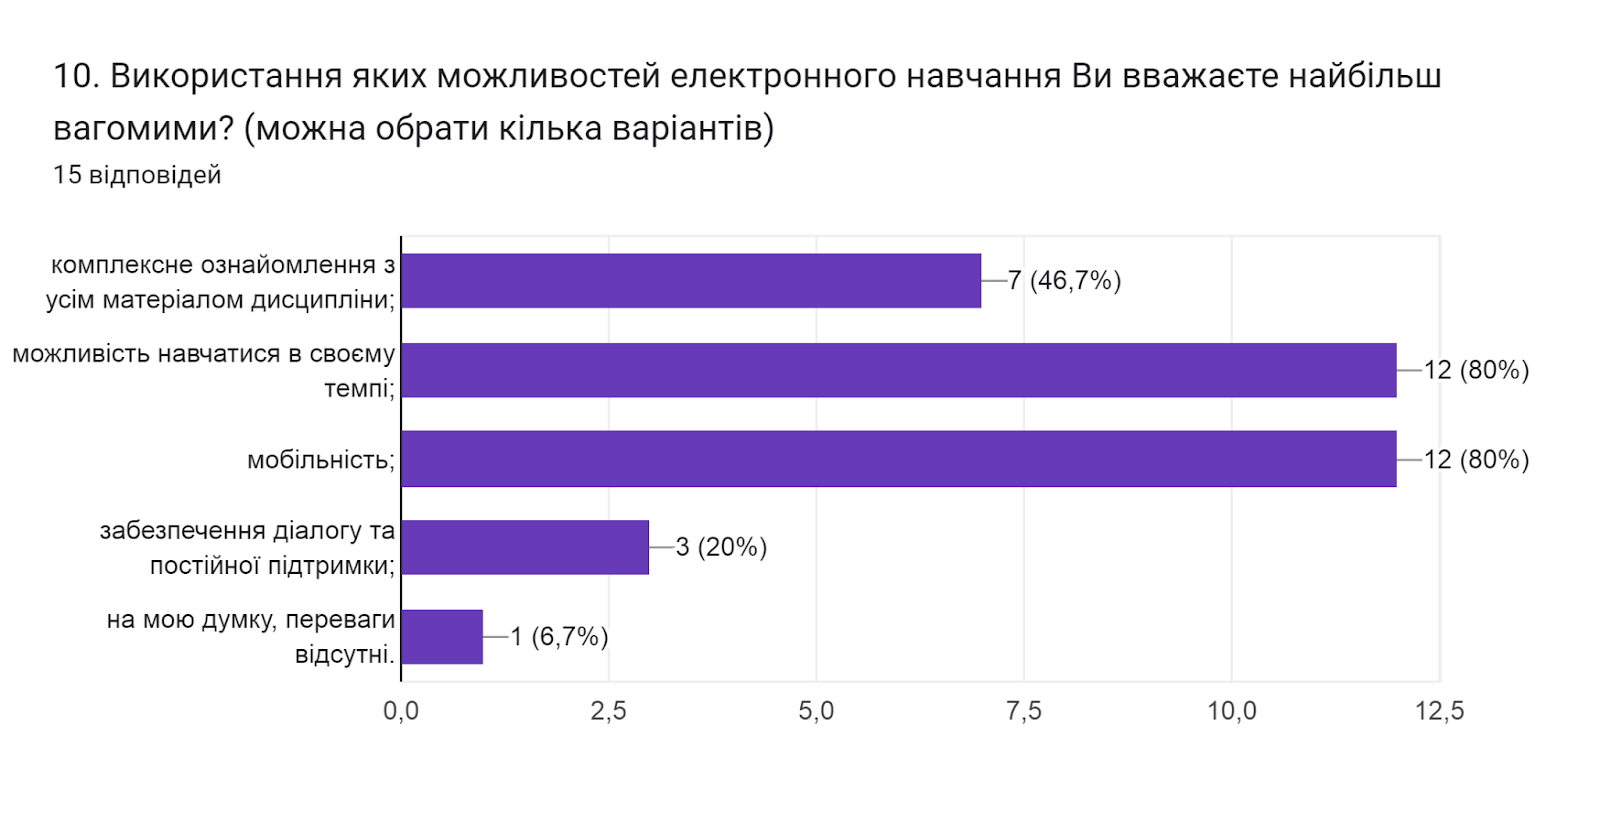 10. Використання яких можливостей електронного навчання Ви вважаєте найбільш
вагомими? (можна обрати кілька варіантів)
15 відповідей
комплексне ознайомлення з
усім матеріалом дисципліни;
7 (46,7%)
можливість навчатися в своєму
темпі;
12 (80%)
мобільність;
12 (80%)
забезпечення діалогу та
постійної підтримки;
3 (20%)
на мою думку, переваги
відсутні.
1 (6,7%)
0,0 2,5 5,0 7,5 10,0 12,5